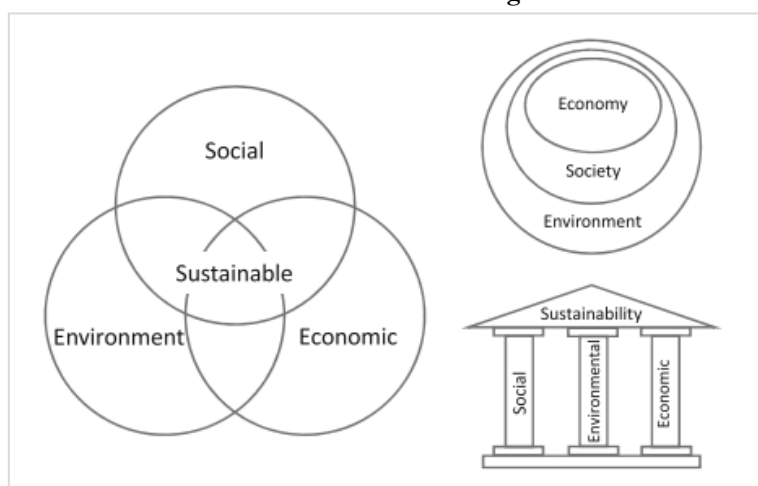 Social
Sustainable
Environment
Economic
Economy
Society
Environment
Sustainability
Social
Environmental
Economic